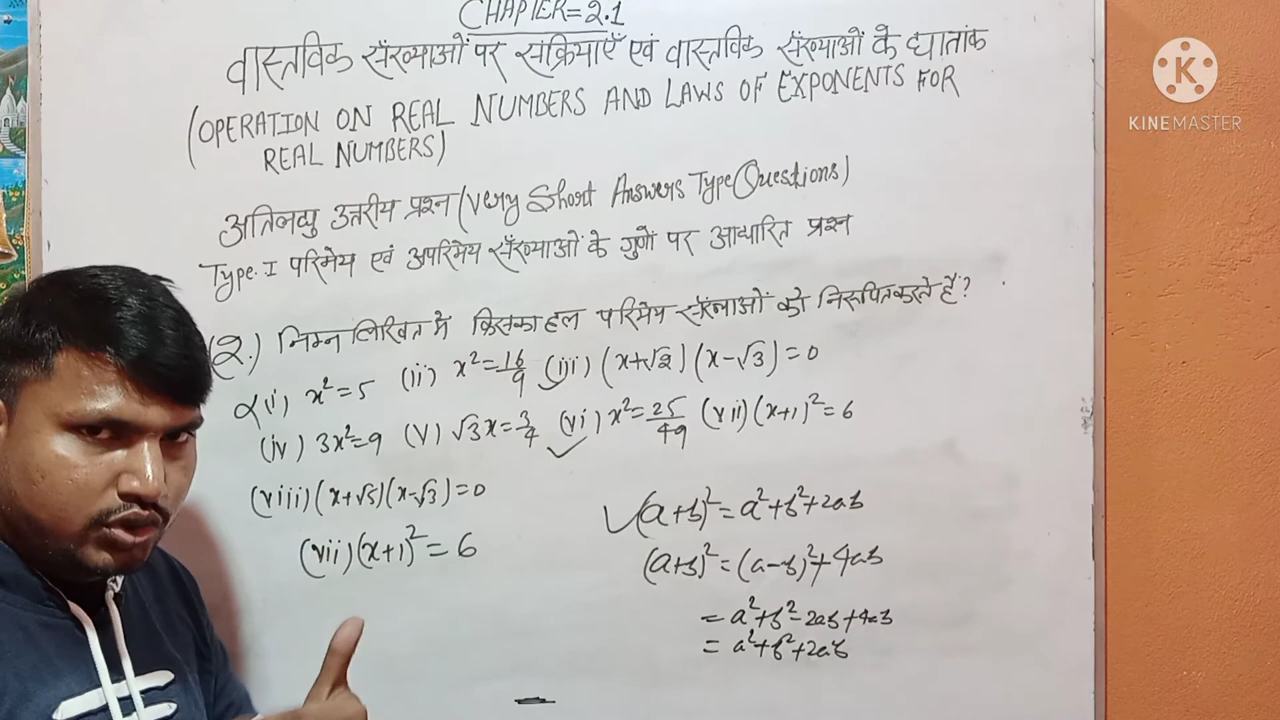 CHAPTER=2.1
वास्तविक सँख्याओं पर संक्रियाएँ एवं वास्तविक सँख्याओं के घातांक
(OPERATION ON REAL NUMBERS AND LAWS OF EXPONENTS FOR
REAL NUMBERS)
अतिलघु उत्तरीय प्रश्न (Very Short Answers Type Questions)
Type-I परिमेय एवं अपरिमेय सँख्याओं के गुणों पर आधारित प्रश्न
(2.) निम्नलिखित में किसका हल परिमेय सँख्याओं को निरूपित करते हैं?
(i) x²=5 (ii) x²=16/9 (iii) (x+√2)(x-√3)=0
(iv) 3x²=9 (V) √3x=3/4 (vi) x²=25/49 (vii) (x+1)²=6
(viii) (x+√5)(x-√3)=0
(vii) (x+1)²=6
(a+b)²=a²+b²+2ab
(a+b)²=(a-b)²+4ab
=a²+b²-2ab+4ab
=a²+b²+2ab
KINEMASTER